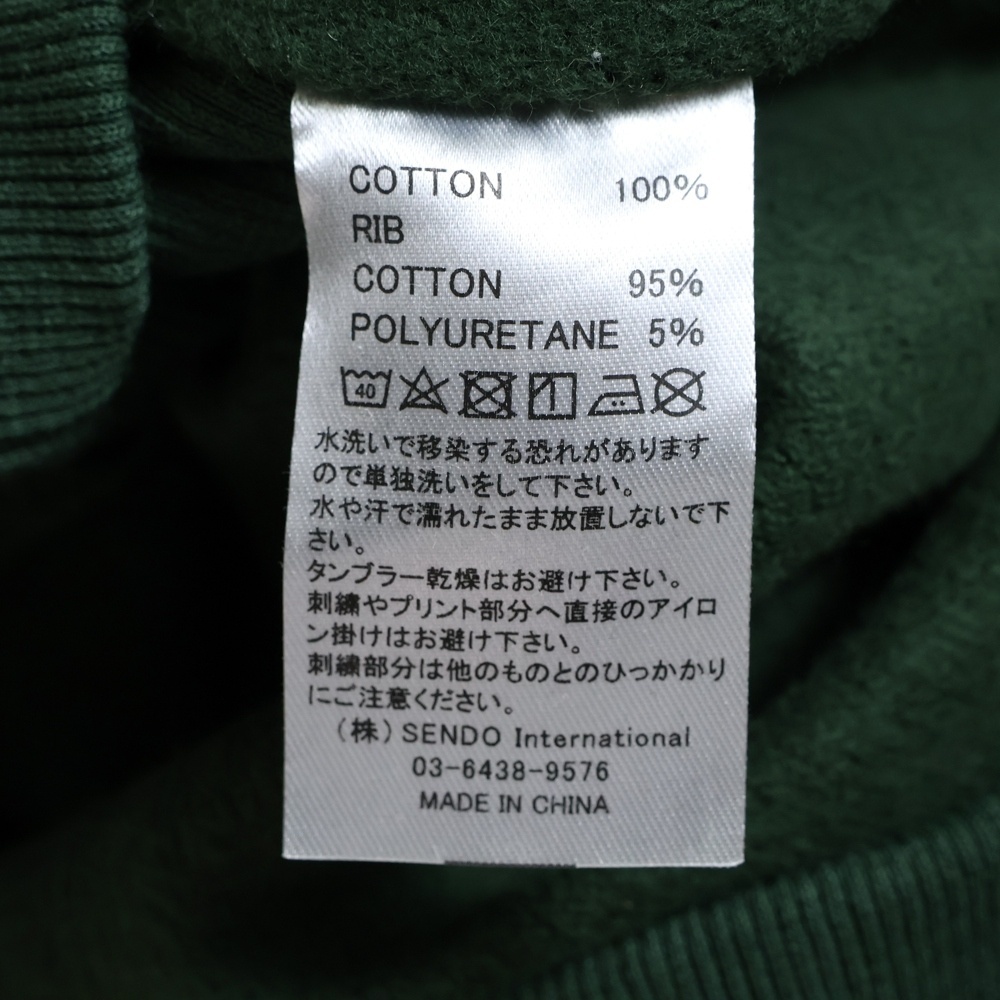 COTTON 100%
RIB
COTTON 95%
POLYURETANE 5%
40
水洗いで移染する恐れがあります
ので単独洗いをして下さい。
水や汗で濡れたまま放置しないで下
さい。
タンブラー乾燥はお避け下さい。
刺繍やプリント部分へ直接のアイロ
ン掛けはお避け下さい。
刺繍部分は他のものとのひっかかり
にご注意ください。
（株）SENDO International
03-6438-9576
MADE IN CHINA